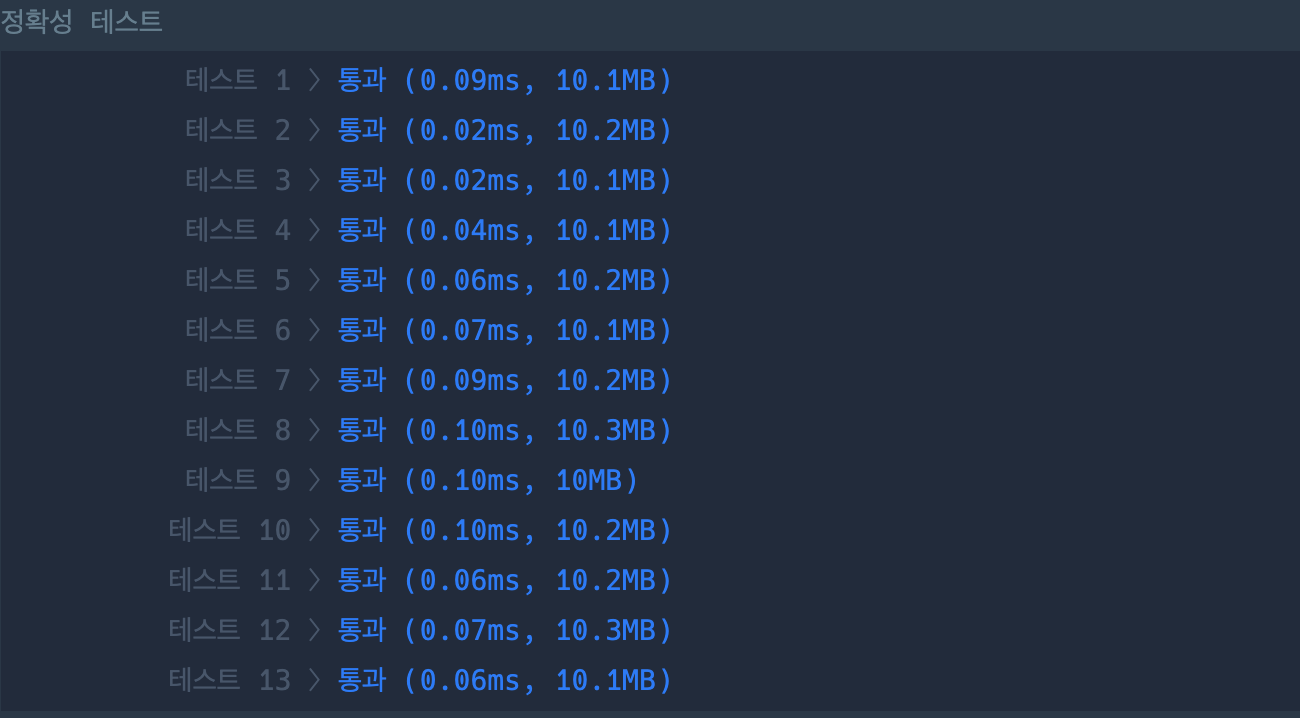 정확성 테스트
테스트 1 〉 통과 (0.09ms, 10.1MB)
테스트 2 〉 통과 (0.02ms, 10.2MB)
테스트 3 〉 통과 (0.02ms, 10.1MB)
테스트 4 〉 통과 (0.04ms, 10.1MB)
테스트 5 〉 통과 (0.06ms, 10.2MB)
테스트 6 〉 통과 (0.07ms, 10.1MB)
테스트 7 〉 통과 (0.09ms, 10.2MB)
테스트 8 〉 통과 (0.10ms, 10.3MB)
테스트 9 〉 통과 (0.10ms, 10MB)
테스트 10 〉 통과 (0.10ms, 10.2MB)
테스트 11 〉 통과 (0.06ms, 10.2MB)
테스트 12 〉 통과 (0.07ms, 10.3MB)
테스트 13 〉 통과 (0.06ms, 10.1MB)